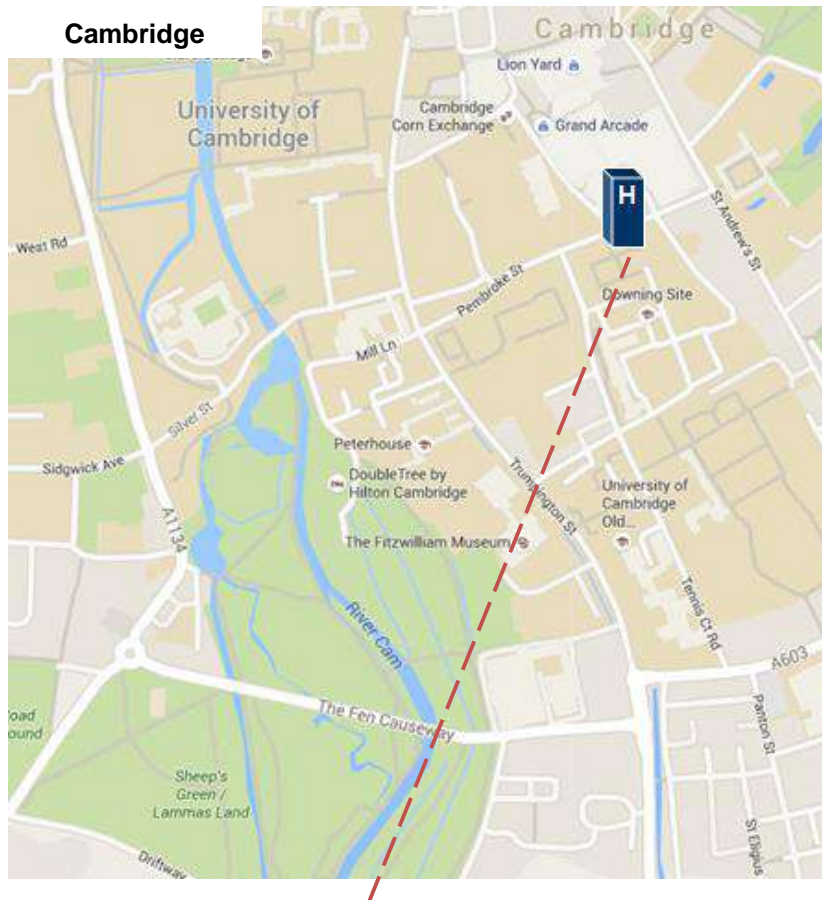 Cambridge
Cambridge
Lion Yard
University of
Cambridge
Cambridge
Corn Exchange
Grand Arcade
H
West Rd
St Andrew's St
Pembroke St
Downing Site
Mill Ln
Silver St
Peterhouse
Sidgwick Ave
DoubleTree by
Hilton Cambridge
Trumpington St
University of
Cambridge
Old...
A1134
The Fitzwilliam Museum
Tennis Ct Rd
River Cam
A603
The Fen Causeway
Panton St
Sheep's
Green /
Lammas Land
St Eligius
Driftway